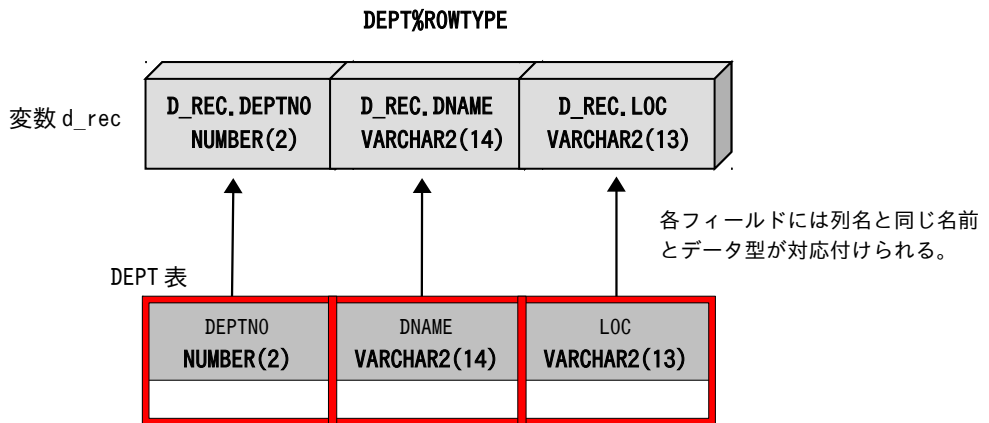 DEPT%ROWTYPE
変数 d_rec
D_REC.DEPTNO
NUMBER(2)
D_REC.DNAME
VARCHAR2(14)
D_REC.LOC
VARCHAR2(13)
各フィールドには列名と同じ名前
とデータ型が対応付けられる。
DEPT 表
DEPTNO
NUMBER(2)
DNAME
VARCHAR2(14)
LOC
VARCHAR2(13)